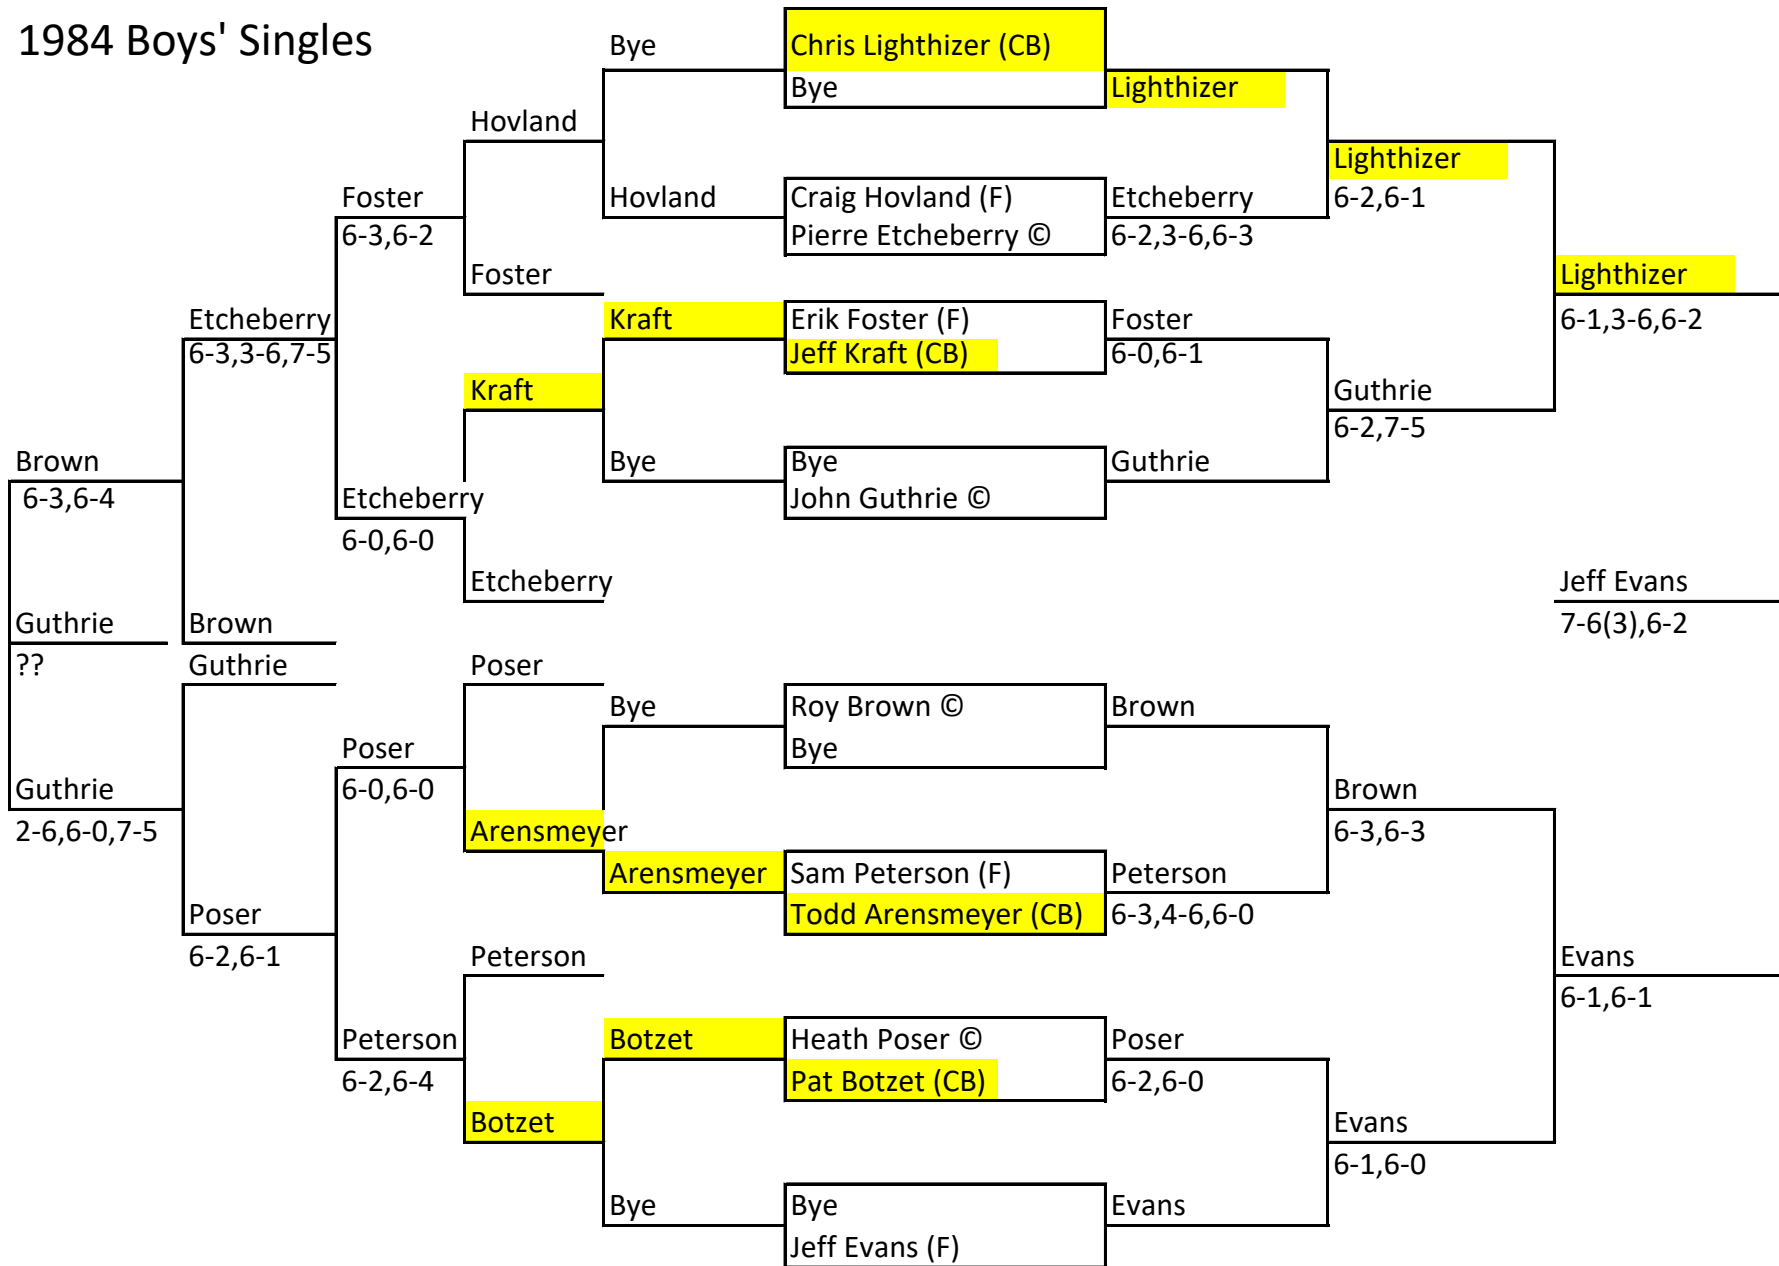 1984 Boys' Singles
Bye
Chris Lighthizer (CB)
Bye
Lighthizer
Hovland
Lighthizer
6-2,6-1
Foster
6-3,6-2
Hovland
Craig Hovland (F)
Pierre Etcheberry ©
Etcheberry
6-2,3-6,6-3
Foster
Lighthizer
6-1,3-6,6-2
Etcheberry
6-3,3-6,7-5
Kraft
Erik Foster (F)
Jeff Kraft (CB)
Foster
6-0,6-1
Kraft
Guthrie
6-2,7-5
Brown
6-3,6-4
Bye
Bye
John Guthrie ©
Guthrie
Etcheberry
6-0,6-0
Etcheberry
Jeff Evans
7-6(3),6-2
Guthrie
??
Brown
Guthrie
Poser
Bye
Roy Brown ©
Bye
Brown
Poser
6-0,6-0
Guthrie
2-6,6-0,7-5
Brown
6-3,6-3
Arensmeyer
Arensmeyer
Sam Peterson (F)
Todd Arensmeyer (CB)
Peterson
6-3,4-6,6-0
Poser
6-2,6-1
Peterson
Evans
6-1,6-1
Peterson
6-2,6-4
Botzet
Heath Poser ©
Pat Botzet (CB)
Poser
6-2,6-0
Botzet
Evans
6-1,6-0
Bye
Bye
Jeff Evans (F)
Evans